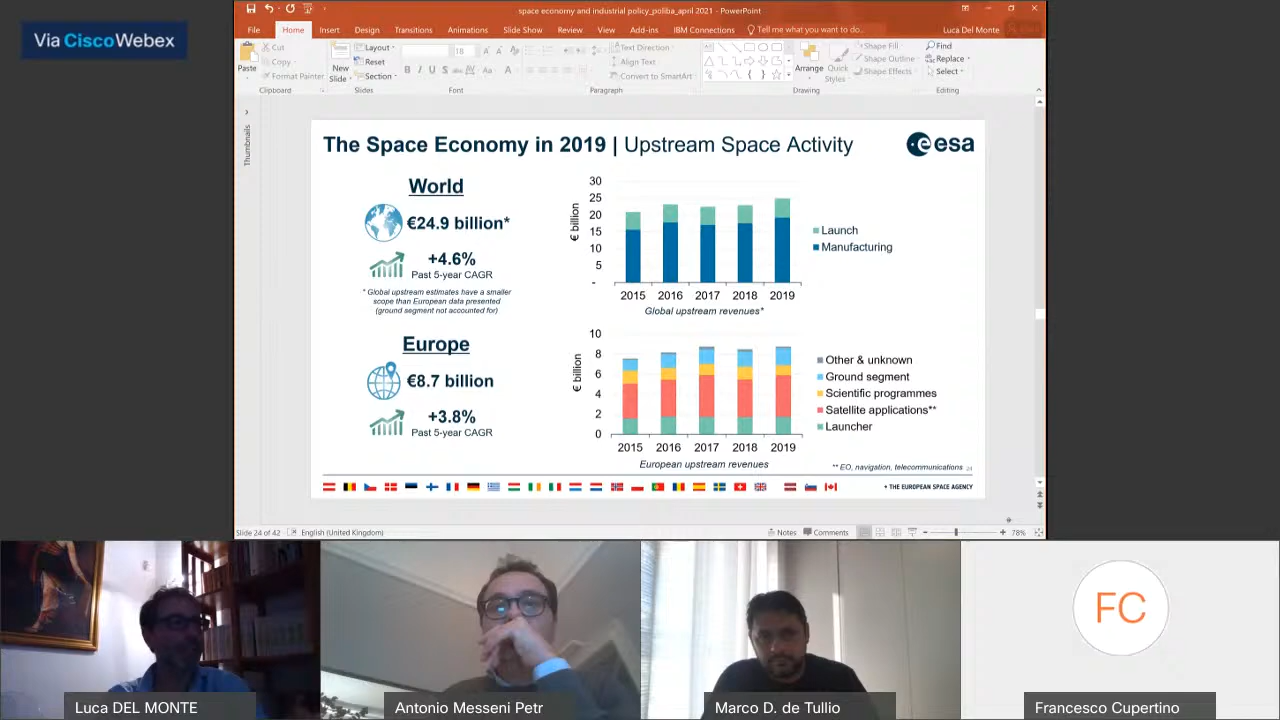 Cisco
space economy and industrial policy_poliba_april 2021 - PowerPoint
File Home Insert Design Transitions Animations Slide Show Review View Add-ins IBM Connections Tell me what you want to do... Luca Del Monte
Paste
Cut
Copy
Format Painter
Clipboard
New
Slide
Layout
Reset
Section
Slides
18
B I U S abc AV Aa A
Font
Text Direction
Align Text
Convert to SmartArt
Paragraph
Arrange
Quick
Styles
Shape Fill
Shape Outline
Shape Effects
Drawing
Find
Replace
Select
Editing
Thumbnails
The Space Economy in 2019 | Upstream Space Activity
esa
World
€24.9 billion*
+4.6%
Past 5-year CAGR
* Global upstream estimates have a smaller
scope than European data presented
(ground segment not accounted for)
€ billion
30
25
20
15
10
5
-
2015 2016 2017 2018 2019
Global upstream revenues*
Launch
Manufacturing
Europe
€8.7 billion
+3.8%
Past 5-year CAGR
€ billion
10
8
6
4
2
0
2015 2016 2017 2018 2019
European upstream revenues
Other & unknown
Ground segment
Scientific programmes
Satellite applications**
Launcher
** EO, navigation, telecommunications 24
THE EUROPEAN SPACE AGENCY
Slide 24 of 42 English (United Kingdom) Notes Comments 78%
FC
Luca DEL MONTE
Antonio Messeni Petr
Marco D. de Tullio
Francesco Cupertino